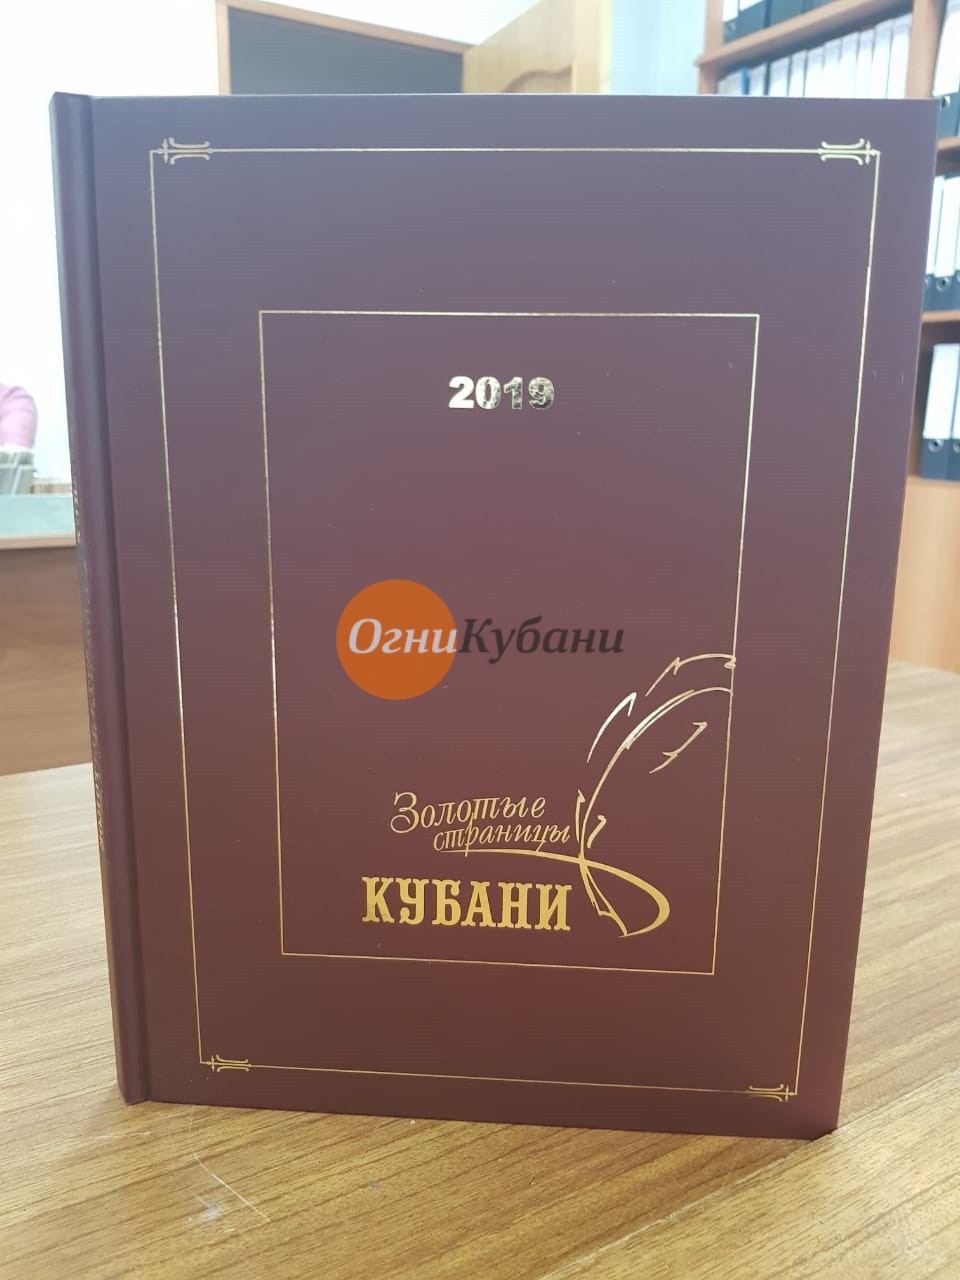 2019
ОгниКубани
Золотые
страницы
КУБАНИ